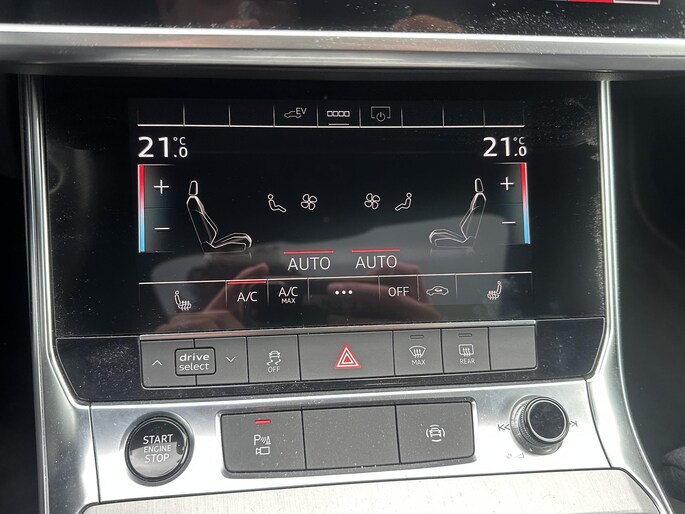 EV
21.0 °C
21.0 °C
+
+
−
−
AUTO
AUTO
A/C
A/C
MAX
•••
OFF
drive
select
OFF
MAX
REAR
START
ENGINE
STOP
P